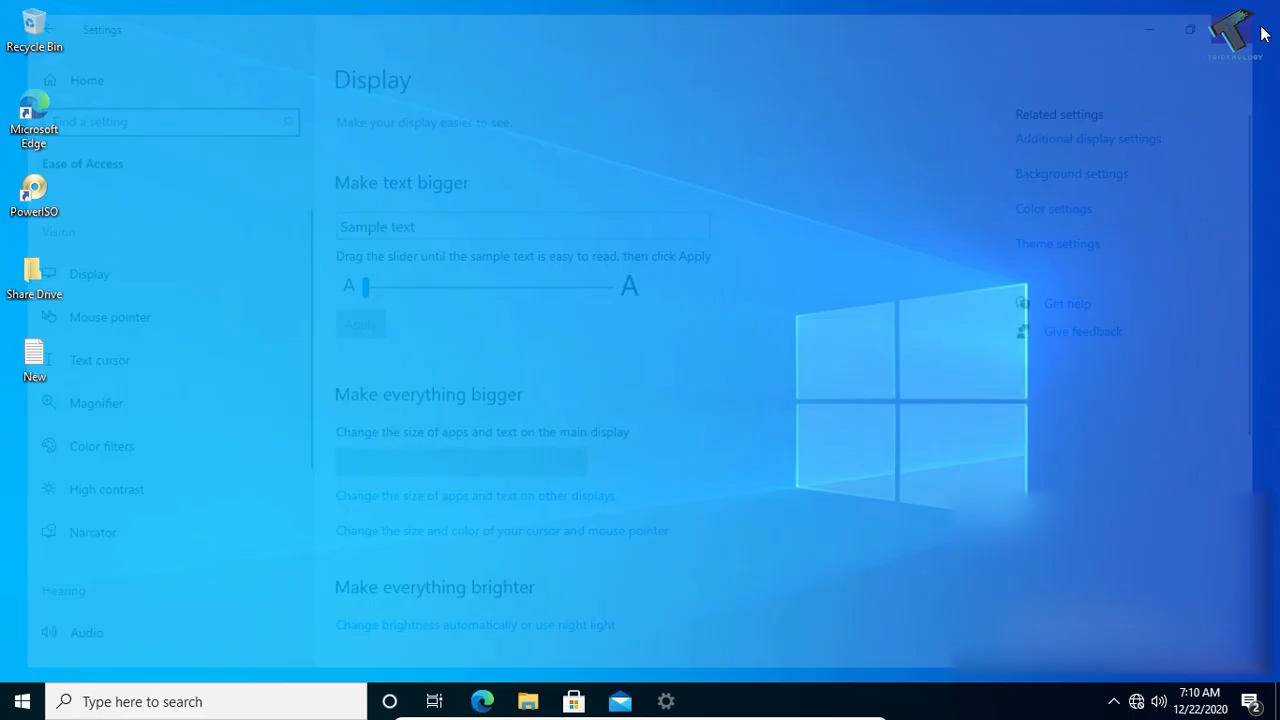 Recycle Bin
Microsoft
Edge
PowerISO
Share Drive
New
Settings
Home
Find a setting
Ease of Access
Vision
Display
Mouse pointer
Text cursor
Magnifier
Color filters
High contrast
Narrator
Hearing
Audio
Display
Make your display easier to see.
Make text bigger
Sample text
Drag the slider until the sample text is easy to read, then click Apply
A A
Apply
Make everything bigger
Change the size of apps and text on the main display
Change the size of apps and text on other displays
Change the size and color of your cursor and mouse pointer
Make everything brighter
Change brightness automatically or use night light
Related settings
Additional display settings
Background settings
Color settings
Theme settings
Get help
Give feedback
TRICKNOLOGY
Type here to search
7:10 AM
12/22/2020
2